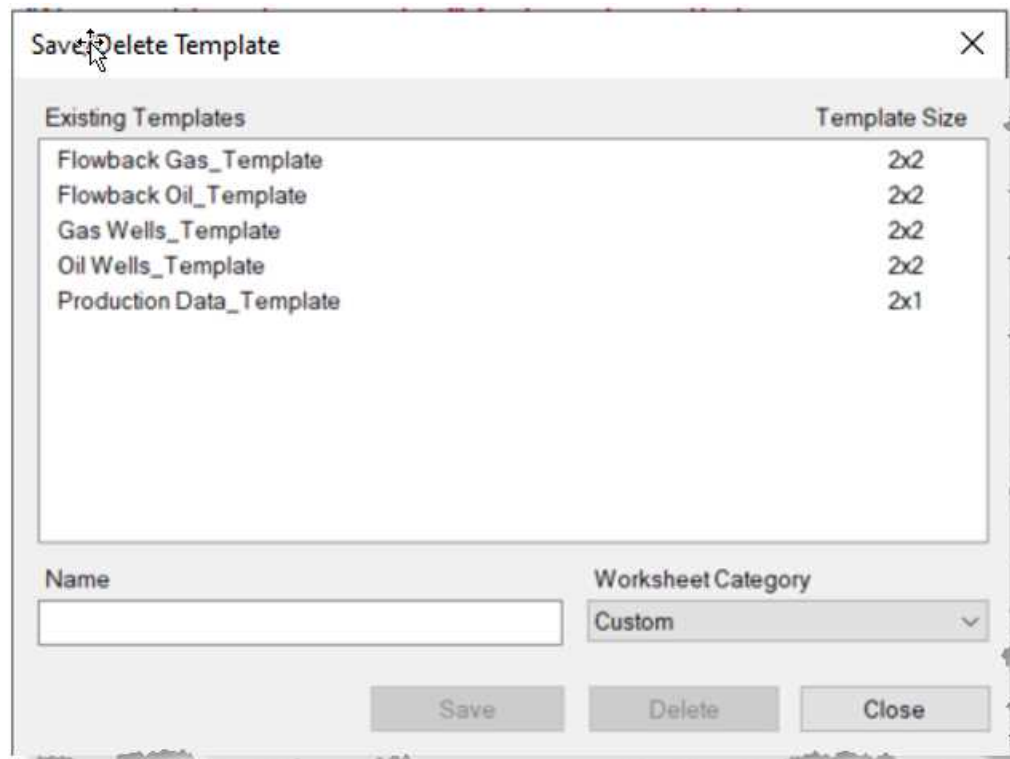 Save/Delete Template
Existing Templates Template Size
Flowback Gas_Template 2x2
Flowback Oil_Template 2x2
Gas Wells_Template 2x2
Oil Wells_Template 2x2
Production Data_Template 2x1
Name Worksheet Category
Custom
Save Delete Close